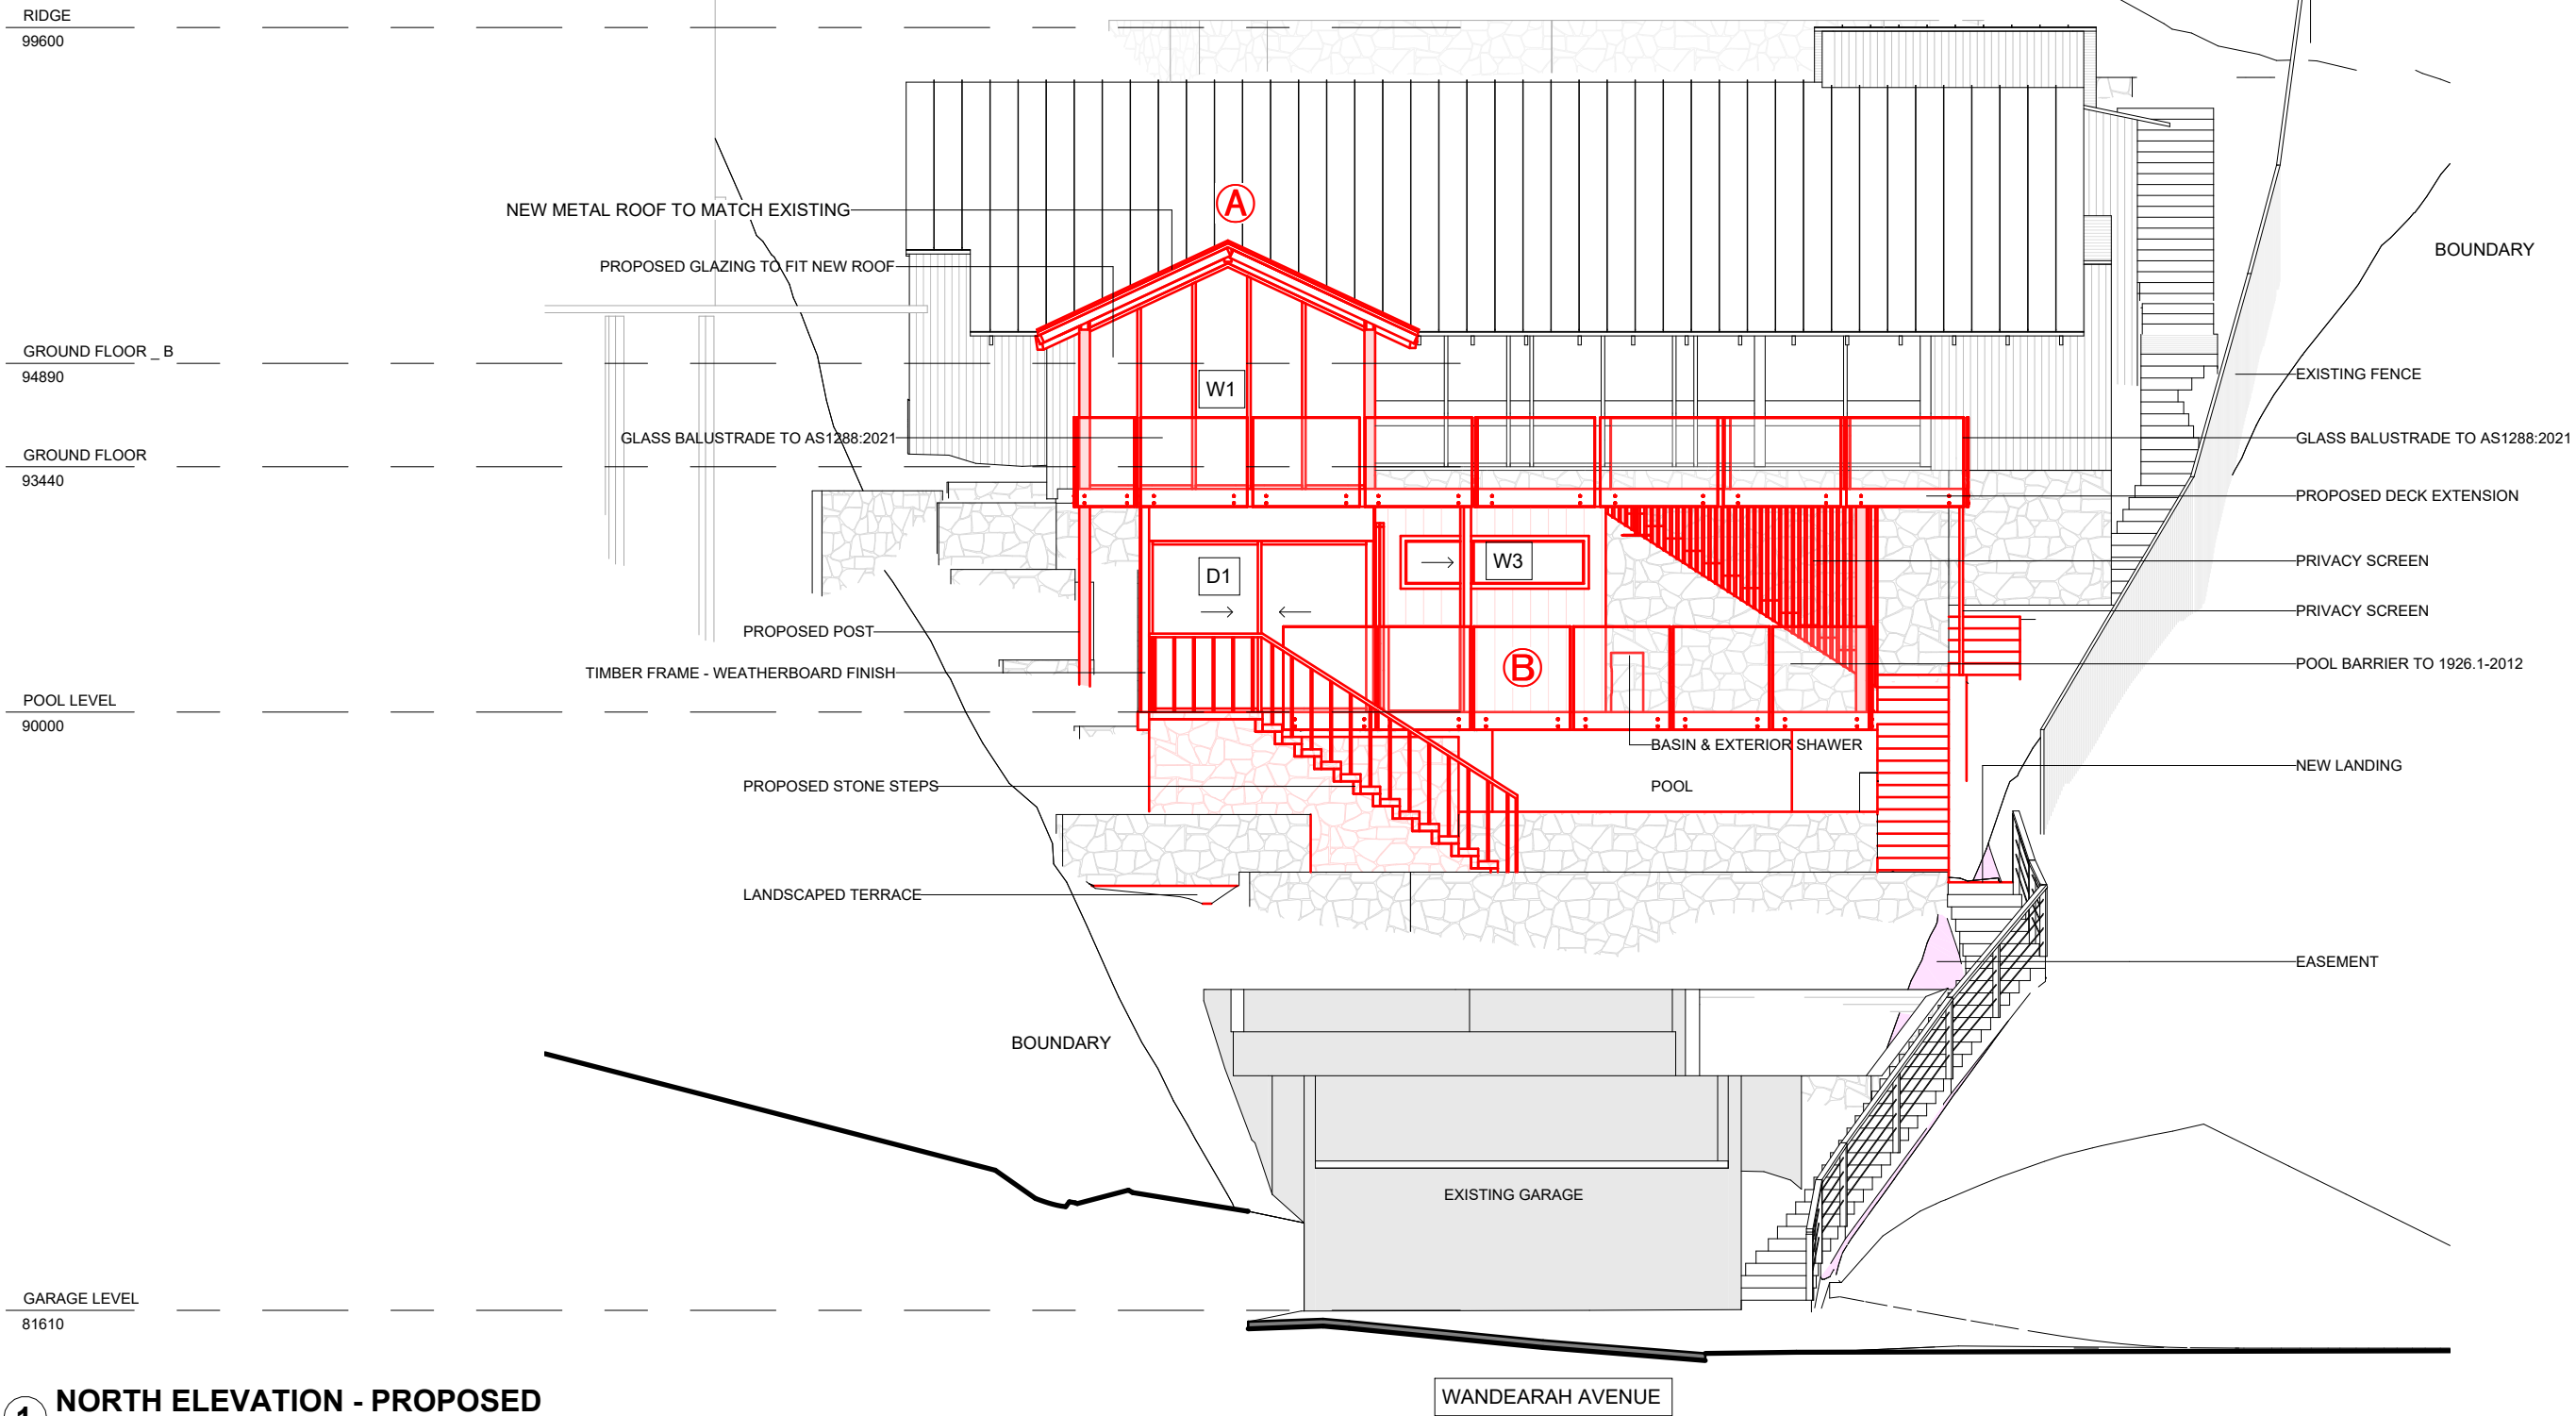 RIDGE
99600
NEW METAL ROOF TO MATCH EXISTING
A
PROPOSED GLAZING TO FIT NEW ROOF
BOUNDARY
GROUND FLOOR _ B
94890
W1
EXISTING FENCE
GLASS BALUSTRADE TO AS1288:2021
GLASS BALUSTRADE TO AS1288:2021
GROUND FLOOR
93440
PROPOSED DECK EXTENSION
D1
W3
PRIVACY SCREEN
PRIVACY SCREEN
PROPOSED POST
POOL BARRIER TO 1926.1-2012
TIMBER FRAME - WEATHERBOARD FINISH
B
POOL LEVEL
90000
BASIN & EXTERIOR SHAWER
NEW LANDING
PROPOSED STONE STEPS
POOL
LANDSCAPED TERRACE
EASEMENT
BOUNDARY
EXISTING GARAGE
GARAGE LEVEL
81610
1 NORTH ELEVATION - PROPOSED
WANDEARAH AVENUE